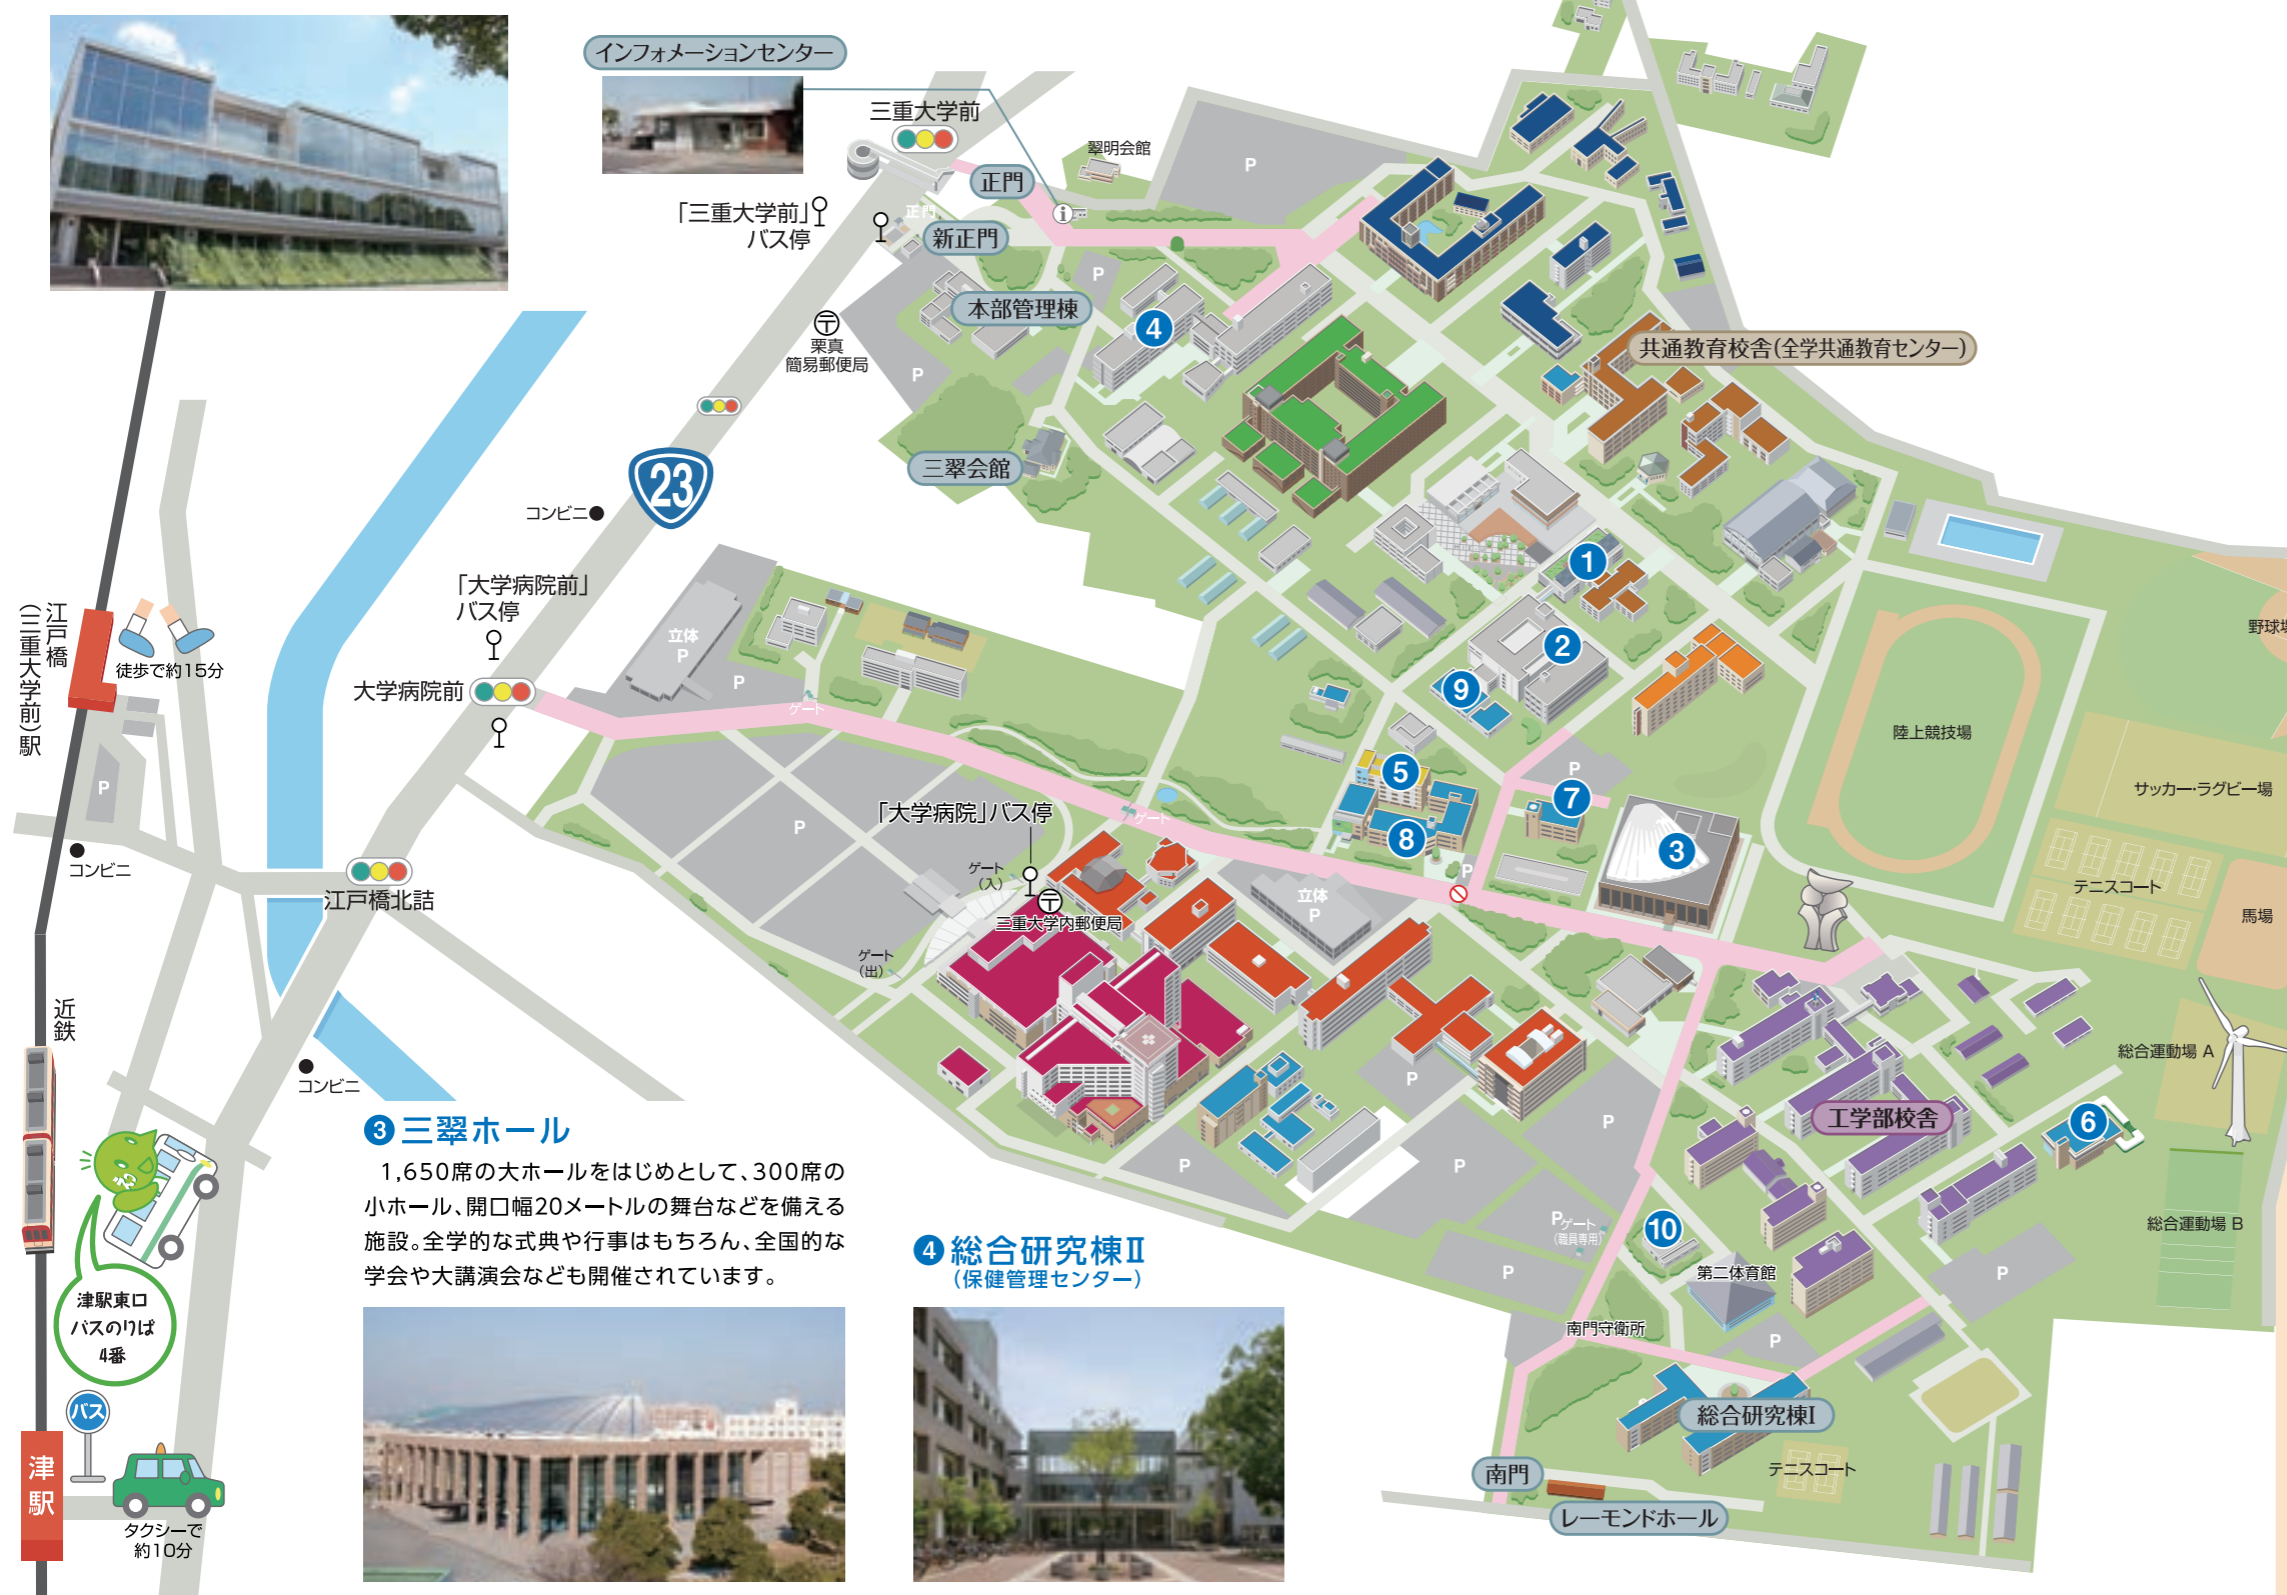 インフォメーションセンター
三重大学前
翠明会館
正門
「三重大学前」
バス停
正門
新正門
P
P
本部管理棟
4
栗真
簡易郵便局
P
共通教育校舎(全学共通教育センター)
三翠会館
23
コンビニ
1
「大学病院前」
バス停
江戸橋
(三重大学前)駅
徒歩で約15分
立体
P
P
ゲート
大学病院前
2
9
野球場
陸上競技場
サッカー・ラグビー場
テニスコート
馬場
P
5
7
8
3
P
P
「大学病院」バス停
ゲート
ゲート
(入)
三重大学内郵便局
ゲート
(出)
立体
P
P
コンビニ
江戸橋北詰
近鉄
コンビニ
総合運動場 A
工学部校舎
6
総合運動場 B
P
P
P
P
Pゲート
(職員専用)
P
10
第二体育館
P
南門守衛所
P
総合研究棟Ⅰ
テニスコート
南門
レーモンドホール
3 三翠ホール
1,650席の大ホールをはじめとして、300席の
小ホール、開口幅20メートルの舞台などを備える
施設。全学的な式典や行事はもちろん、全国的な
学会や大講演会なども開催されています。
4 総合研究棟Ⅱ
(保健管理センター)
津駅東口
バスのりば
4番
バス
津駅
タクシーで
約10分